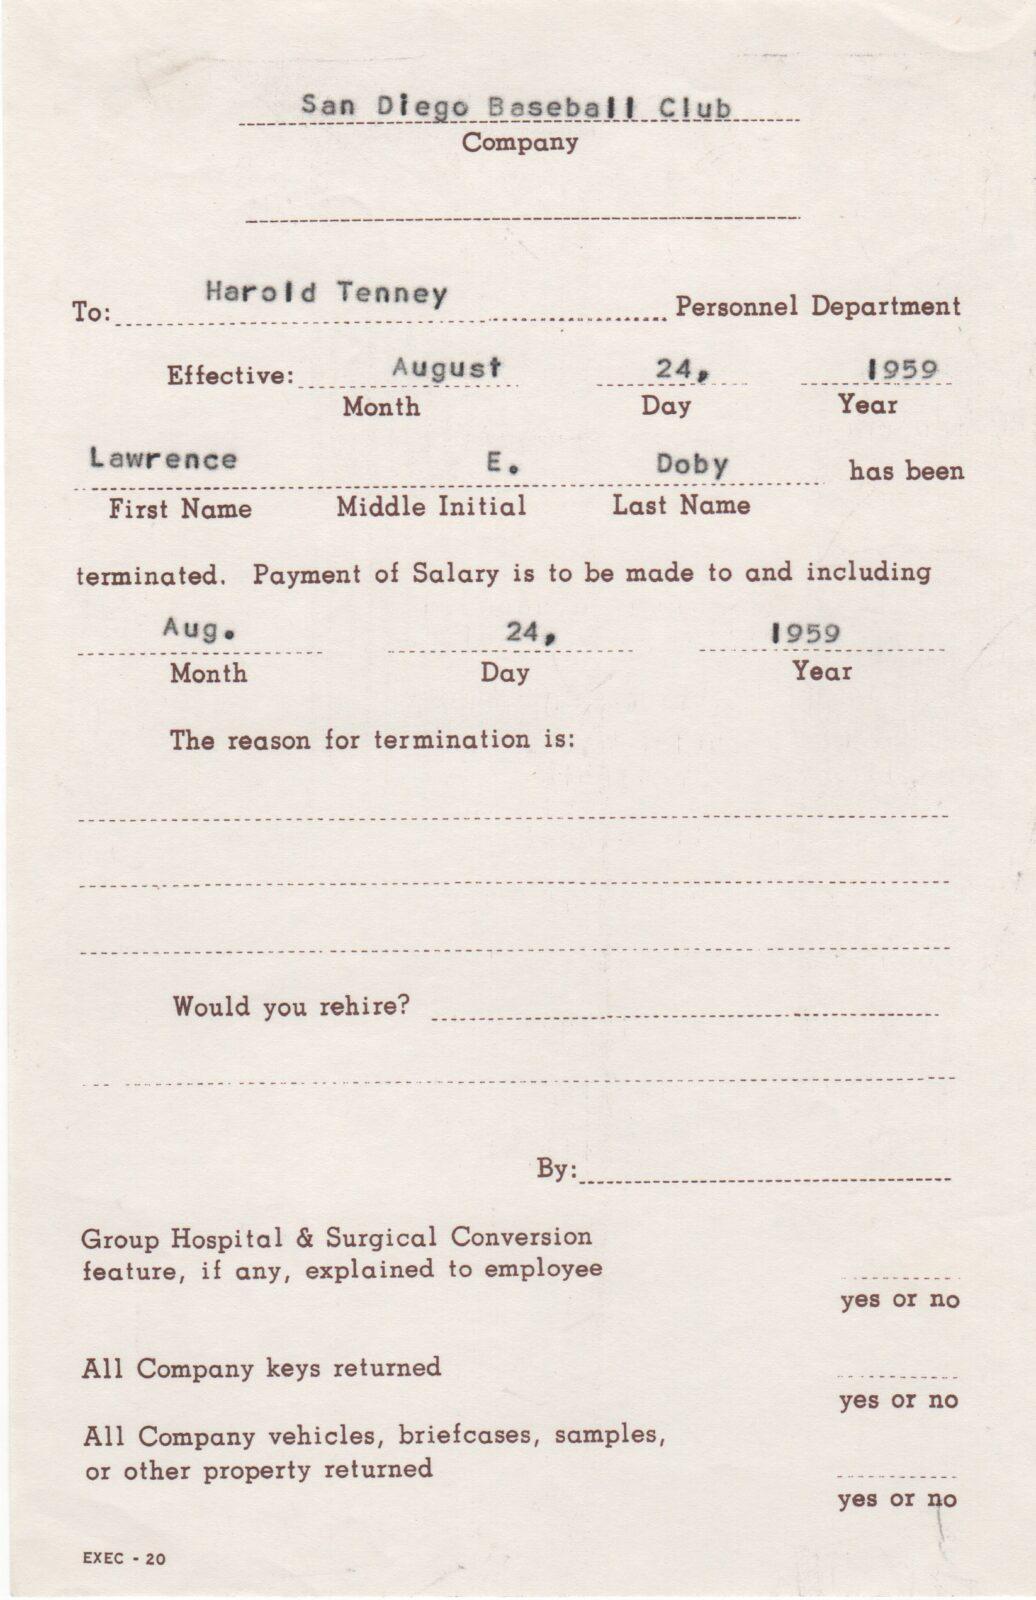 San Diego Baseball Club
Company
To: Harold Tenney Personnel Department
Effective: August 24, 1959
Month Day Year
Lawrence E. Doby has been
First Name Middle Initial Last Name
terminated. Payment of Salary is to be made to and including
Aug. 24, 1959
Month Day Year
The reason for termination is:
Would you rehire?
By:
Group Hospital & Surgical Conversion
feature, if any, explained to employee
yes or no
All Company keys returned
yes or no
All Company vehicles, briefcases, samples,
or other property returned
yes or no
EXEC - 20